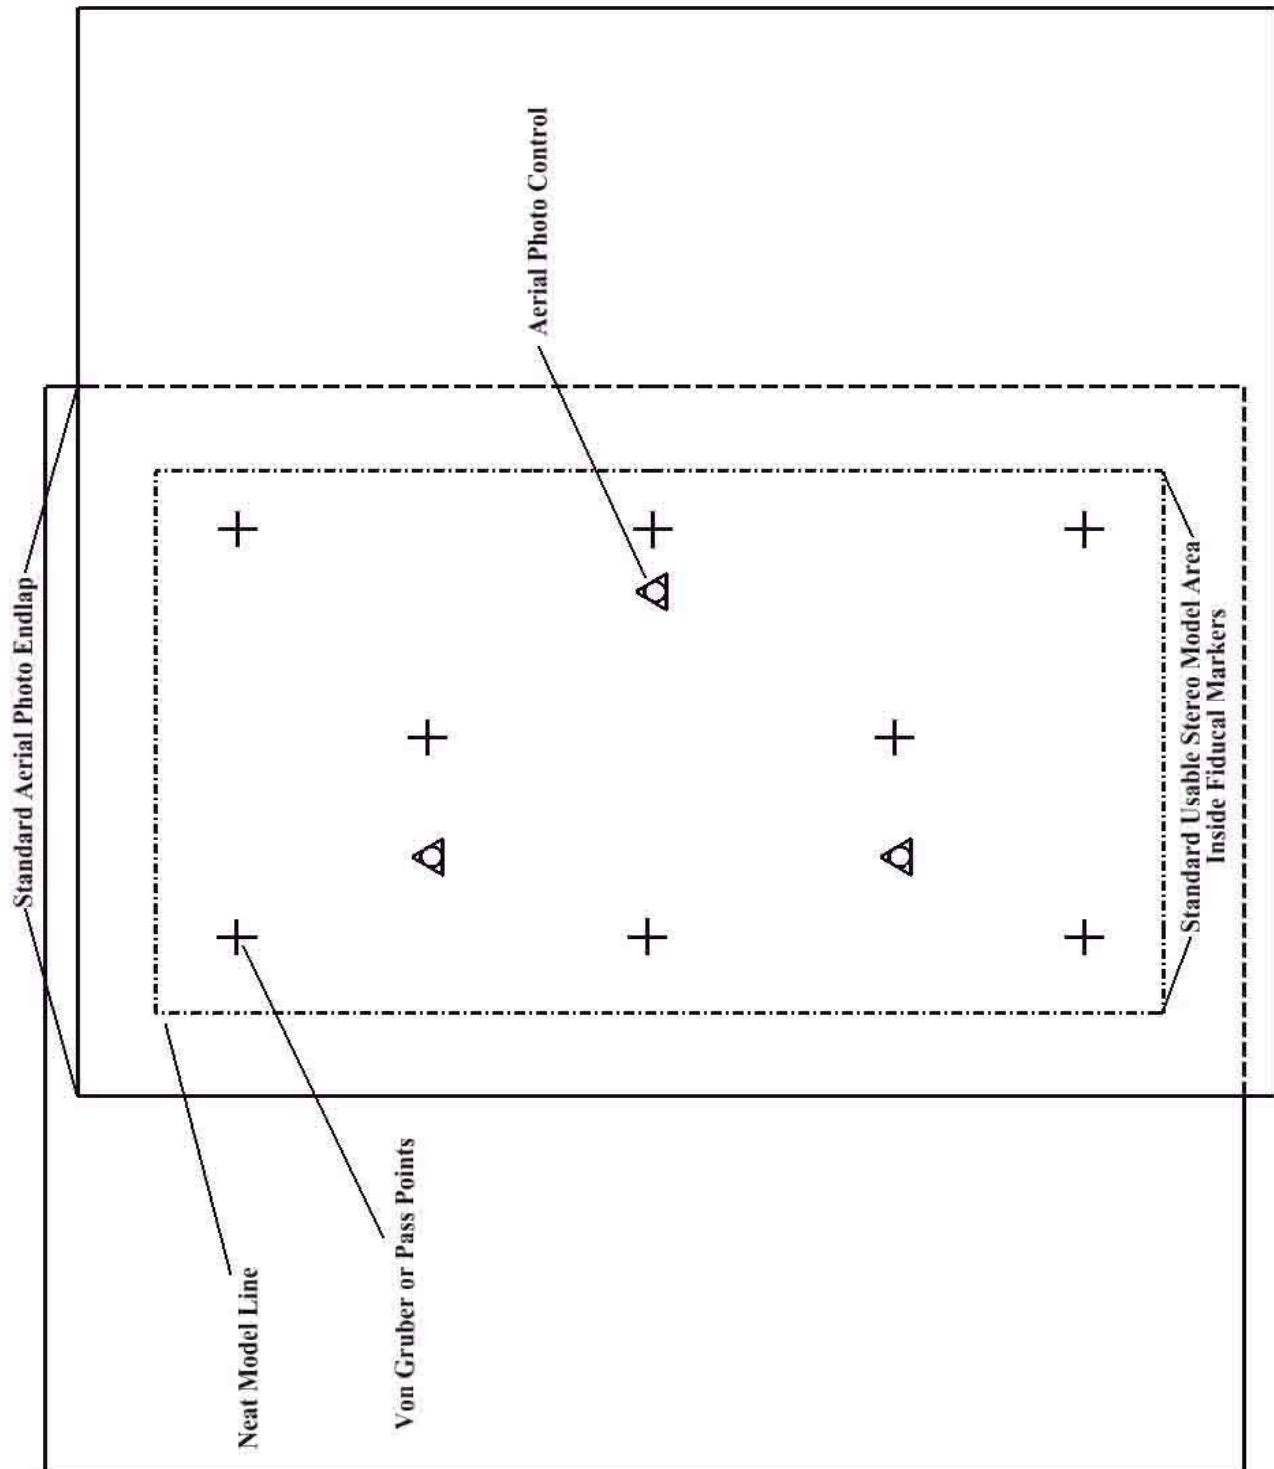 Standard Aerial Photo Endlap
Aerial Photo Control
Standard Usable Stereo Model Area
Inside Fiducal Markers
Neat Model Line
Von Gruber or Pass Points